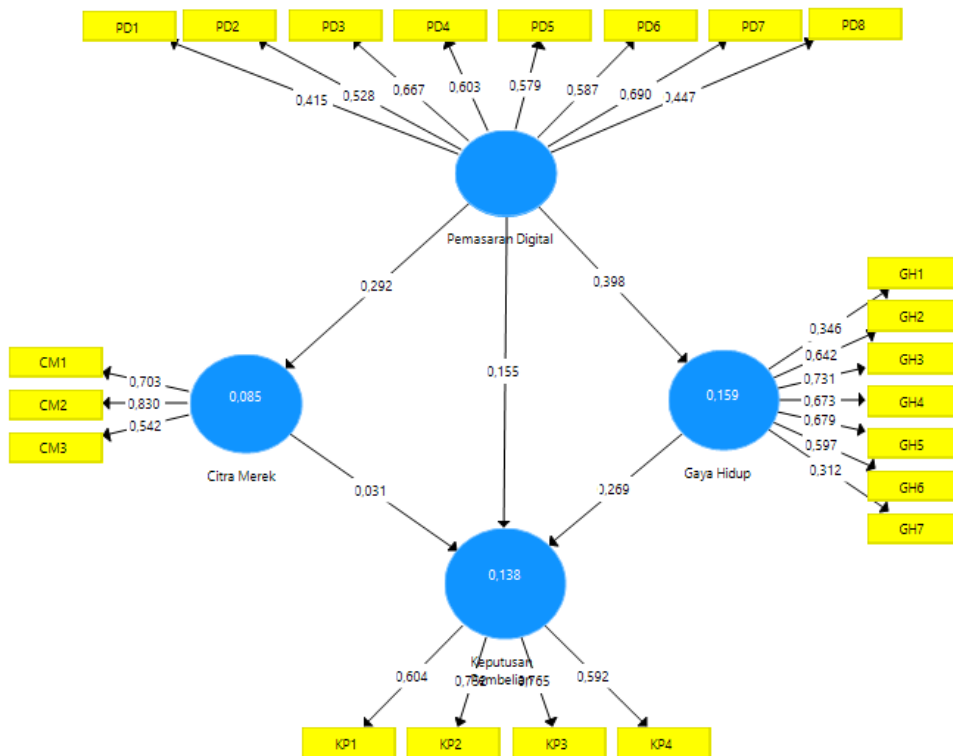 PD1 PD2 PD3 PD4 PD5 PD6 PD7 PD8
0,415 0,528 0,667 0,603 0,579 0,587 0,690 0,447
Pemasaran Digital
0,292 0,155 0,398
CM1
CM2
CM3
0,703
0,830
0,542
0,085
Citra Merek
0,159
Gaya Hidup
0,346
0,642
0,731
0,673
0,679
0,597
0,312
GH1
GH2
GH3
GH4
GH5
GH6
GH7
0,031 0,269
0,138
Keputusan
Pembelian
0,604 0,765 0,592
KP1 KP2 KP3 KP4